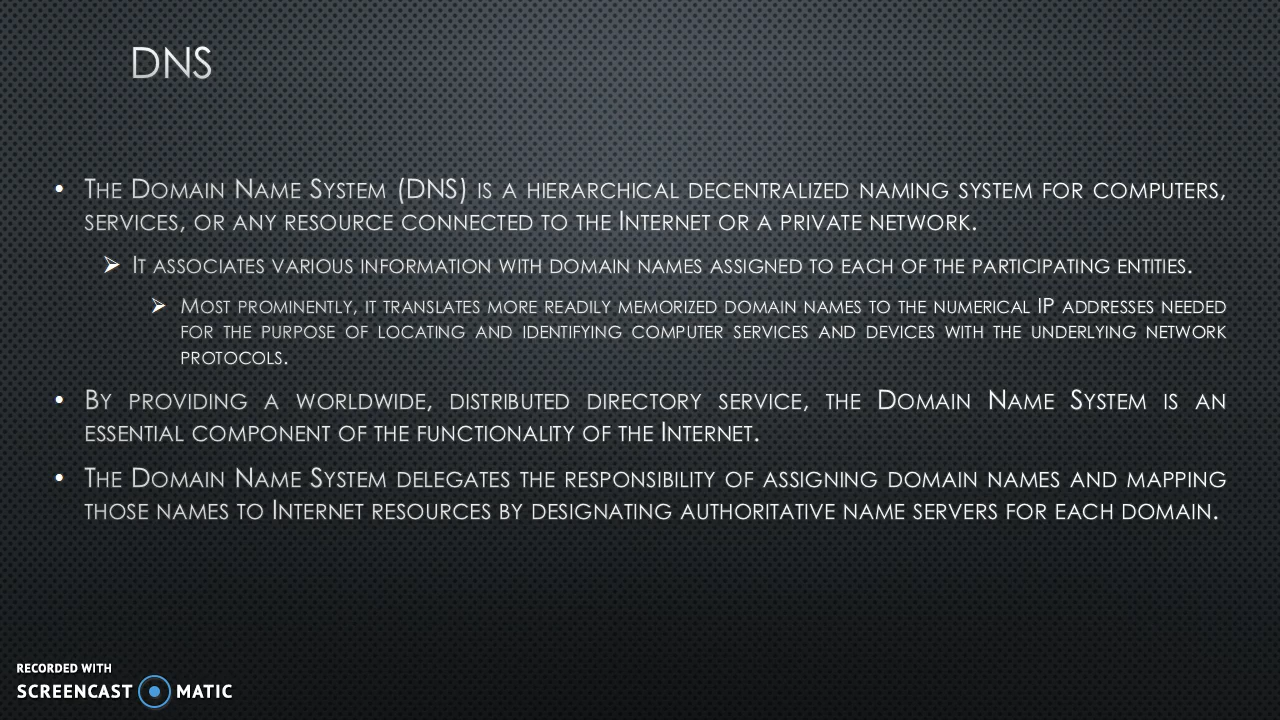 DNS
• The Domain Name System (DNS) is a hierarchical decentralized naming system for computers,
services, or any resource connected to the Internet or a private network.
➢ It associates various information with domain names assigned to each of the participating entities.
➢ Most prominently, it translates more readily memorized domain names to the numerical IP addresses needed
for the purpose of locating and identifying computer services and devices with the underlying network
protocols.
• By providing a worldwide, distributed directory service, the Domain Name System is an
essential component of the functionality of the Internet.
• The Domain Name System delegates the responsibility of assigning domain names and mapping
those names to Internet resources by designating authoritative name servers for each domain.
RECORDED WITH
SCREENCAST MATIC